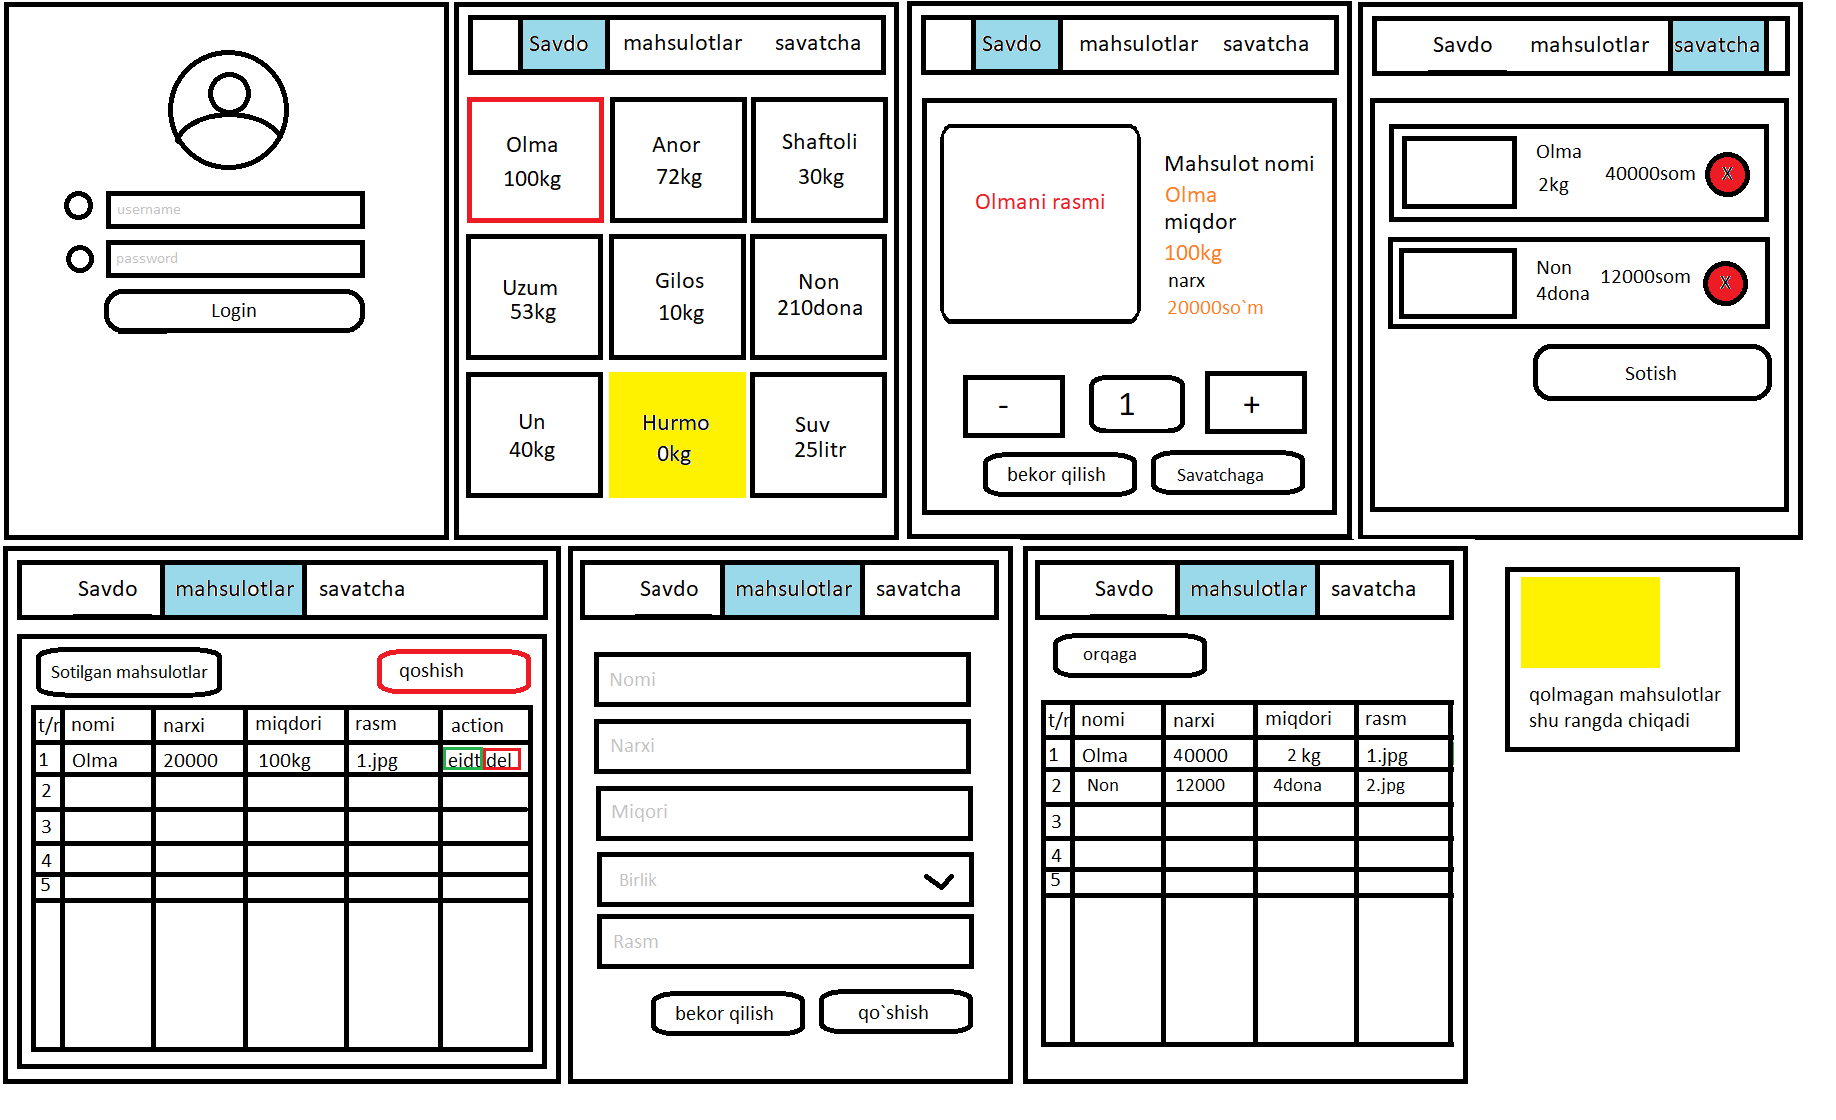 username
password
Login
Savdo mahsulotlar savatcha
Olma
100kg
Anor
72kg
Shaftoli
30kg
Uzum
53kg
Gilos
10kg
Non
210dona
Un
40kg
Hurmo
0kg
Suv
25litr
Savdo mahsulotlar savatcha
Olmani rasmi
Mahsulot nomi
Olma
miqdor
100kg
narx
20000so`m
- 1 +
bekor qilish Savatchaga
Savdo mahsulotlar savatcha
Olma
2kg
40000som
X
Non
4dona
12000som
X
Sotish
Savdo mahsulotlar savatcha
Sotilgan mahsulotlar qoshish
t/r nomi narxi miqdori rasm action
1 Olma 20000 100kg 1.jpg eidt del
2
3
4
5
Savdo mahsulotlar savatcha
Nomi
Narxi
Miqori
Birlik
Rasm
bekor qilish qo`shish
Savdo mahsulotlar savatcha
orqaga
t/r nomi narxi miqdori rasm
1 Olma 40000 2 kg 1.jpg
2 Non 12000 4dona 2.jpg
3
4
5
qolmagan mahsulotlar
shu rangda chiqadi